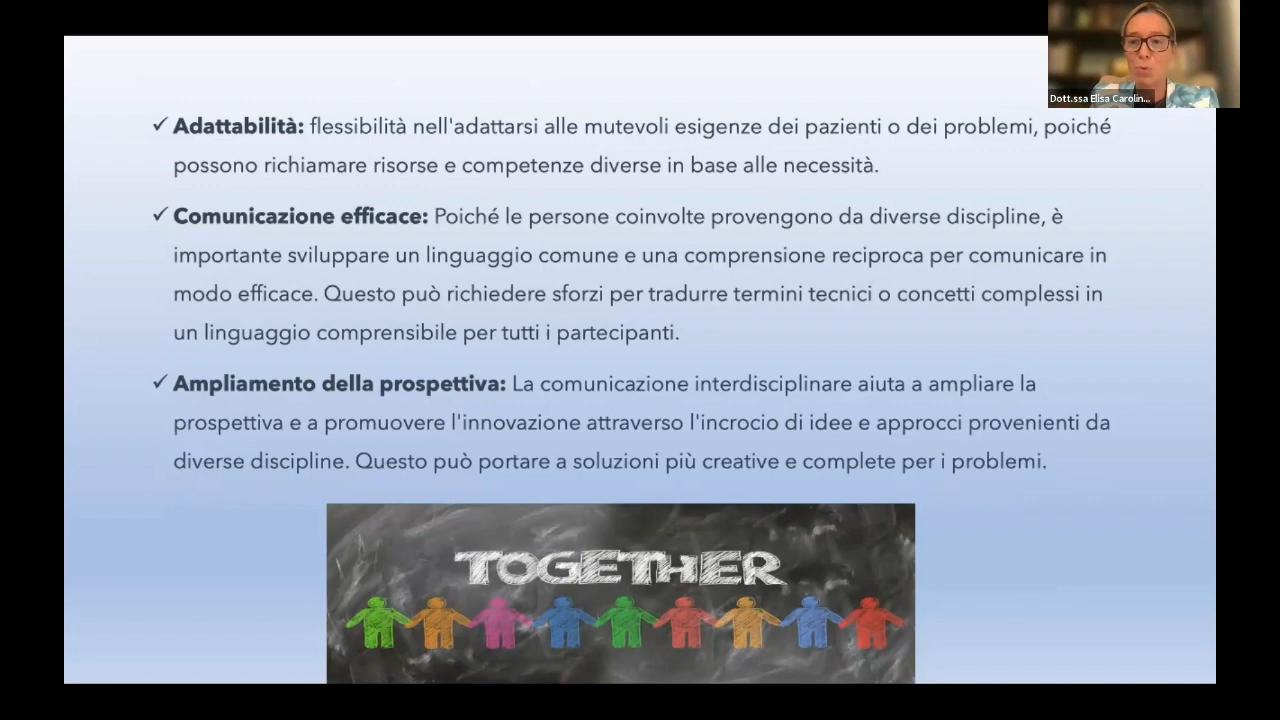 Dott.ssa Elisa Carolin...
✓ Adattabilità: flessibilità nell'adattarsi alle mutevoli esigenze dei pazienti o dei problemi, poiché
possono richiamare risorse e competenze diverse in base alle necessità.
✓ Comunicazione efficace: Poiché le persone coinvolte provengono da diverse discipline, è
importante sviluppare un linguaggio comune e una comprensione reciproca per comunicare in
modo efficace. Questo può richiedere sforzi per tradurre termini tecnici o concetti complessi in
un linguaggio comprensibile per tutti i partecipanti.
✓ Ampliamento della prospettiva: La comunicazione interdisciplinare aiuta a ampliare la
prospettiva e a promuovere l'innovazione attraverso l'incrocio di idee e approcci provenienti da
diverse discipline. Questo può portare a soluzioni più creative e complete per i problemi.
TOGETHER